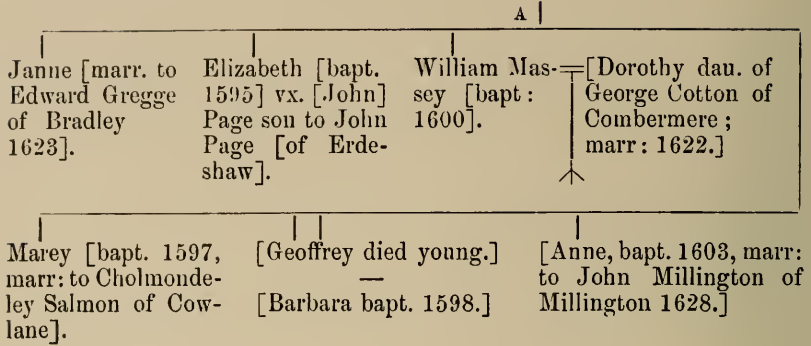 A
Janne [marr. to
Edward Gregge
of Bradley
1623].
Elizabeth [bapt.
1595] vx. [John]
Page son to John
Page [of Erde-
shaw].
William Mas-
sey [bapt:
1600].
[Dorothy dau. of
George Cotton of
Combermere;
marr: 1622.]
Marey [bapt. 1597,
marr: to Cholmonde-
ley Salmon of Cow-
lane].
[Geoffrey died young.]
—
[Barbara bapt. 1598.]
[Anne, bapt. 1603, marr:
to John Millington of
Millington 1628.]